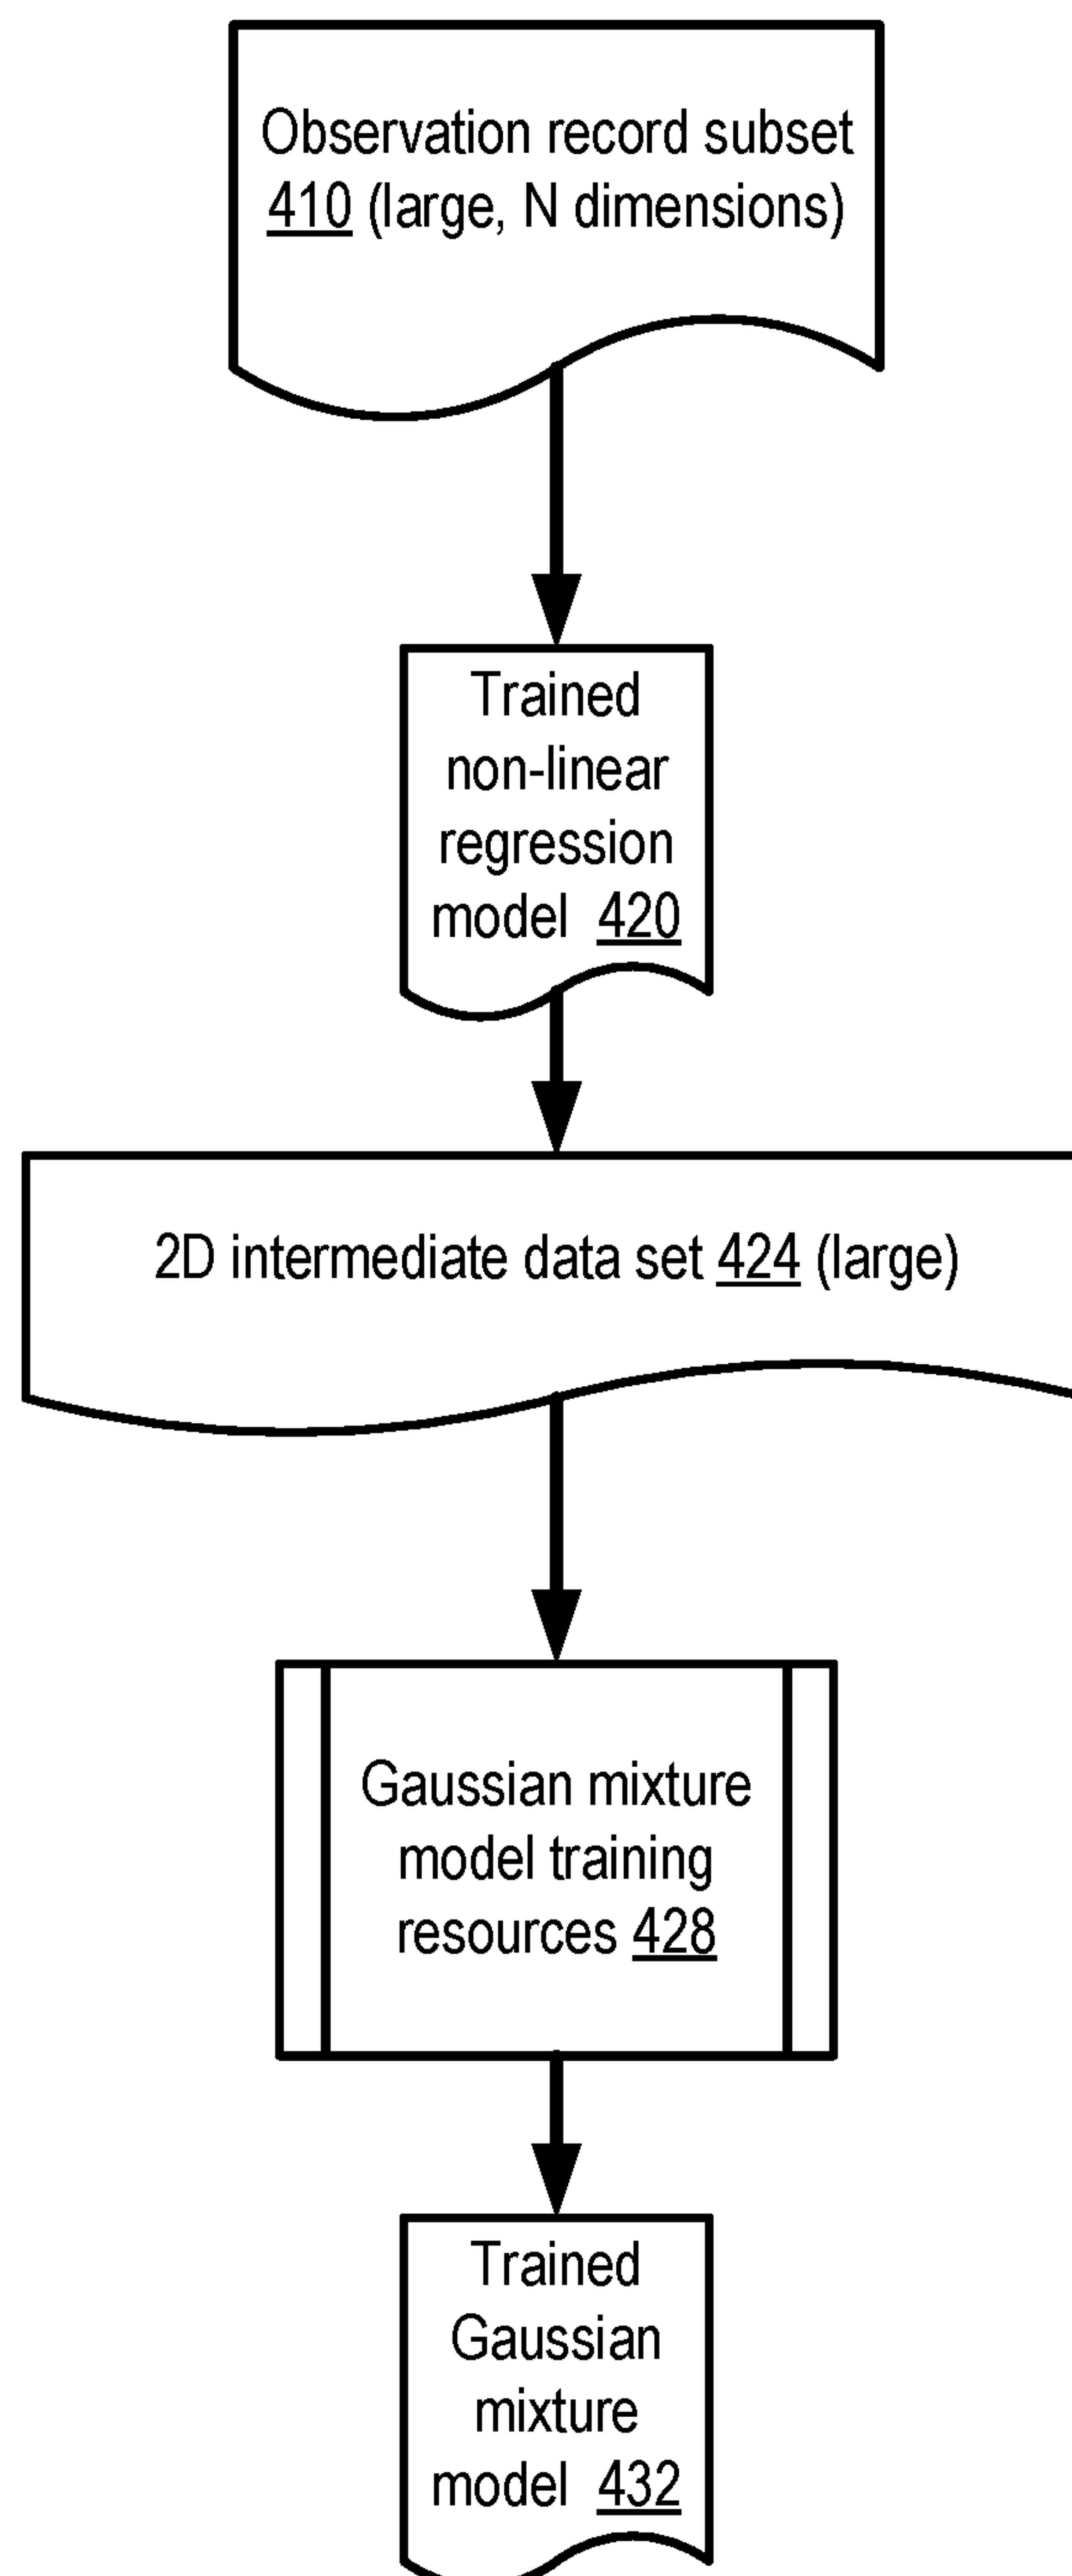 Observation record subset
410 (large, N dimensions)
Trained
non-linear
regression
model 420
2D intermediate data set 424 (large)
Gaussian mixture
model training
resources 428
Trained
Gaussian
mixture
model 432